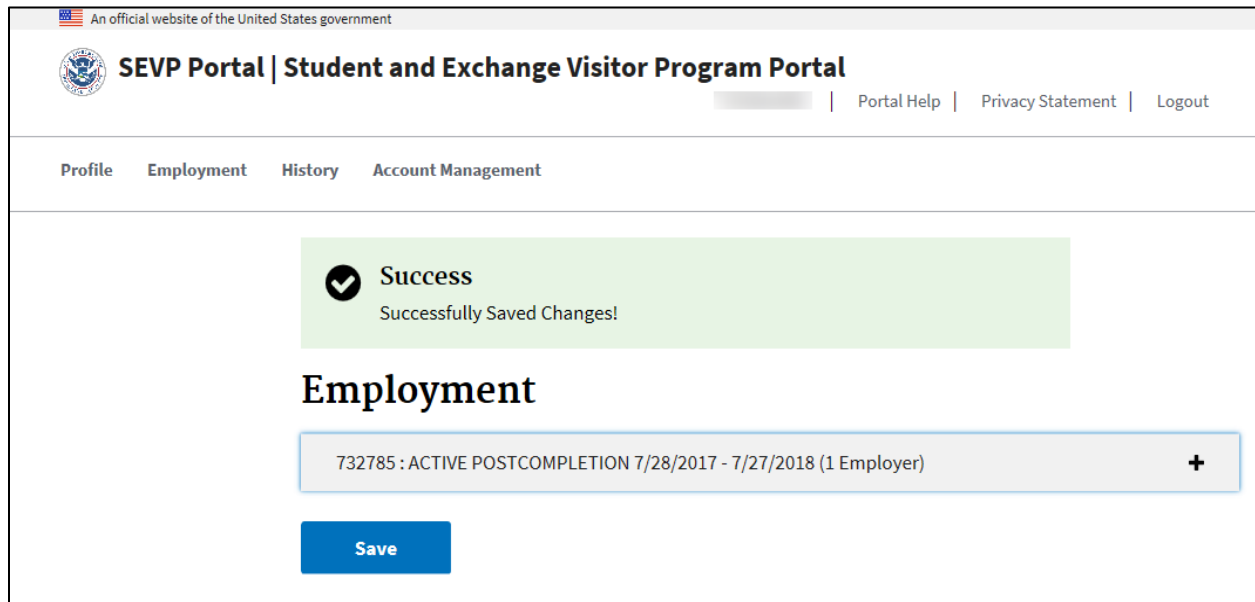 An official website of the United States government
SEVP Portal | Student and Exchange Visitor Program Portal
| Portal Help | Privacy Statement | Logout
Profile Employment History Account Management
Success
Successfully Saved Changes!
Employment
732785 : ACTIVE POSTCOMPLETION 7/28/2017 - 7/27/2018 (1 Employer) +
Save